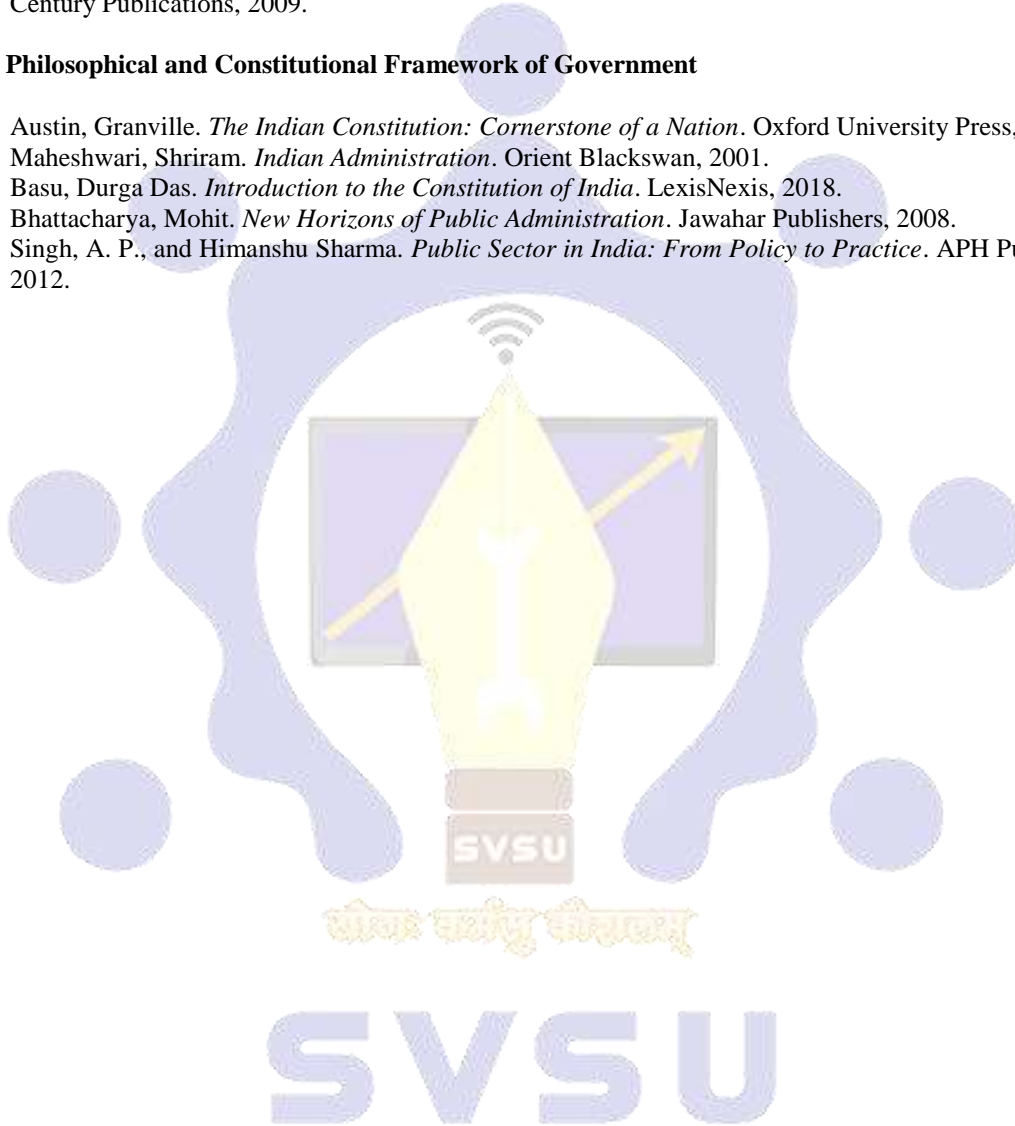 Century Publications, 2009.
Philosophical and Constitutional Framework of Government
Austin, Granville. The Indian Constitution: Cornerstone of a Nation. Oxford University Press,
Maheshwari, Shriram. Indian Administration. Orient Blackswan, 2001.
Basu, Durga Das. Introduction to the Constitution of India. LexisNexis, 2018.
Bhattacharya, Mohit. New Horizons of Public Administration. Jawahar Publishers, 2008.
Singh, A. P., and Himanshu Sharma. Public Sector in India: From Policy to Practice. APH
2012.
SVSU
योगः कर्मसु कौशलम्
SVSU